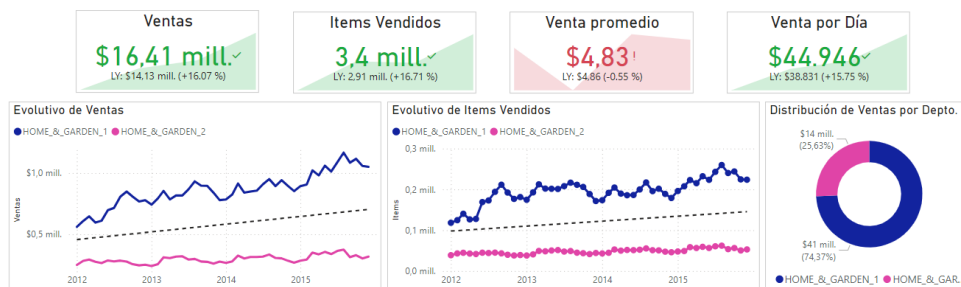 Ventas
$16,41 mill.
LY: $14.13 mill. (+16.07 %)
Items Vendidos
3,4 mill.
LY: 2.91 mill. (+16.71 %)
Venta promedio
$4,83!
LY: $4.86 (-0.55 %)
Venta por Día
$44.946
LY: $38.831 (+15.75 %)
Evolutivo de Ventas
HOME_&_GARDEN_1 HOME_&_GARDEN_2
Ventas
$1,0 mill.
$0,5 mill.
2012 2013 2014 2015
Evolutivo de Items Vendidos
HOME_&_GARDEN_1 HOME_&_GARDEN_2
Items
0,3 mill.
0,2 mill.
0,1 mill.
0,0 mill.
2012 2013 2014 2015
Distribución de Ventas por Depto.
$14 mill.
(25,63%)
$41 mill.
(74,37%)
HOME_&_GARDEN_1 HOME_&_GAR...